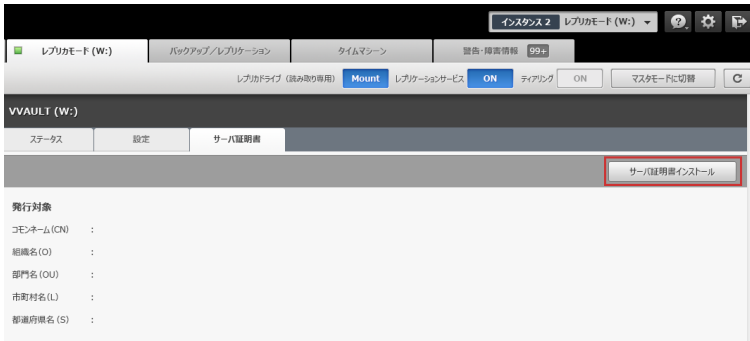 インスタンス 2 レプリカモード (W:)
レプリカモード (W:) バックアップ／レプリケーション タイムマシーン 警告・障害情報 99+
レプリカドライブ (読み取り専用) Mount レプリケーションサービス ON ティアリング ON マスタモードに切替
VVAULT (W:)
ステータス 設定 サーバ証明書
サーバ証明書インストール
発行対象
コモンネーム(CN) :
組織名(O) :
部門名(OU) :
市町村名(L) :
都道府県名(S) :